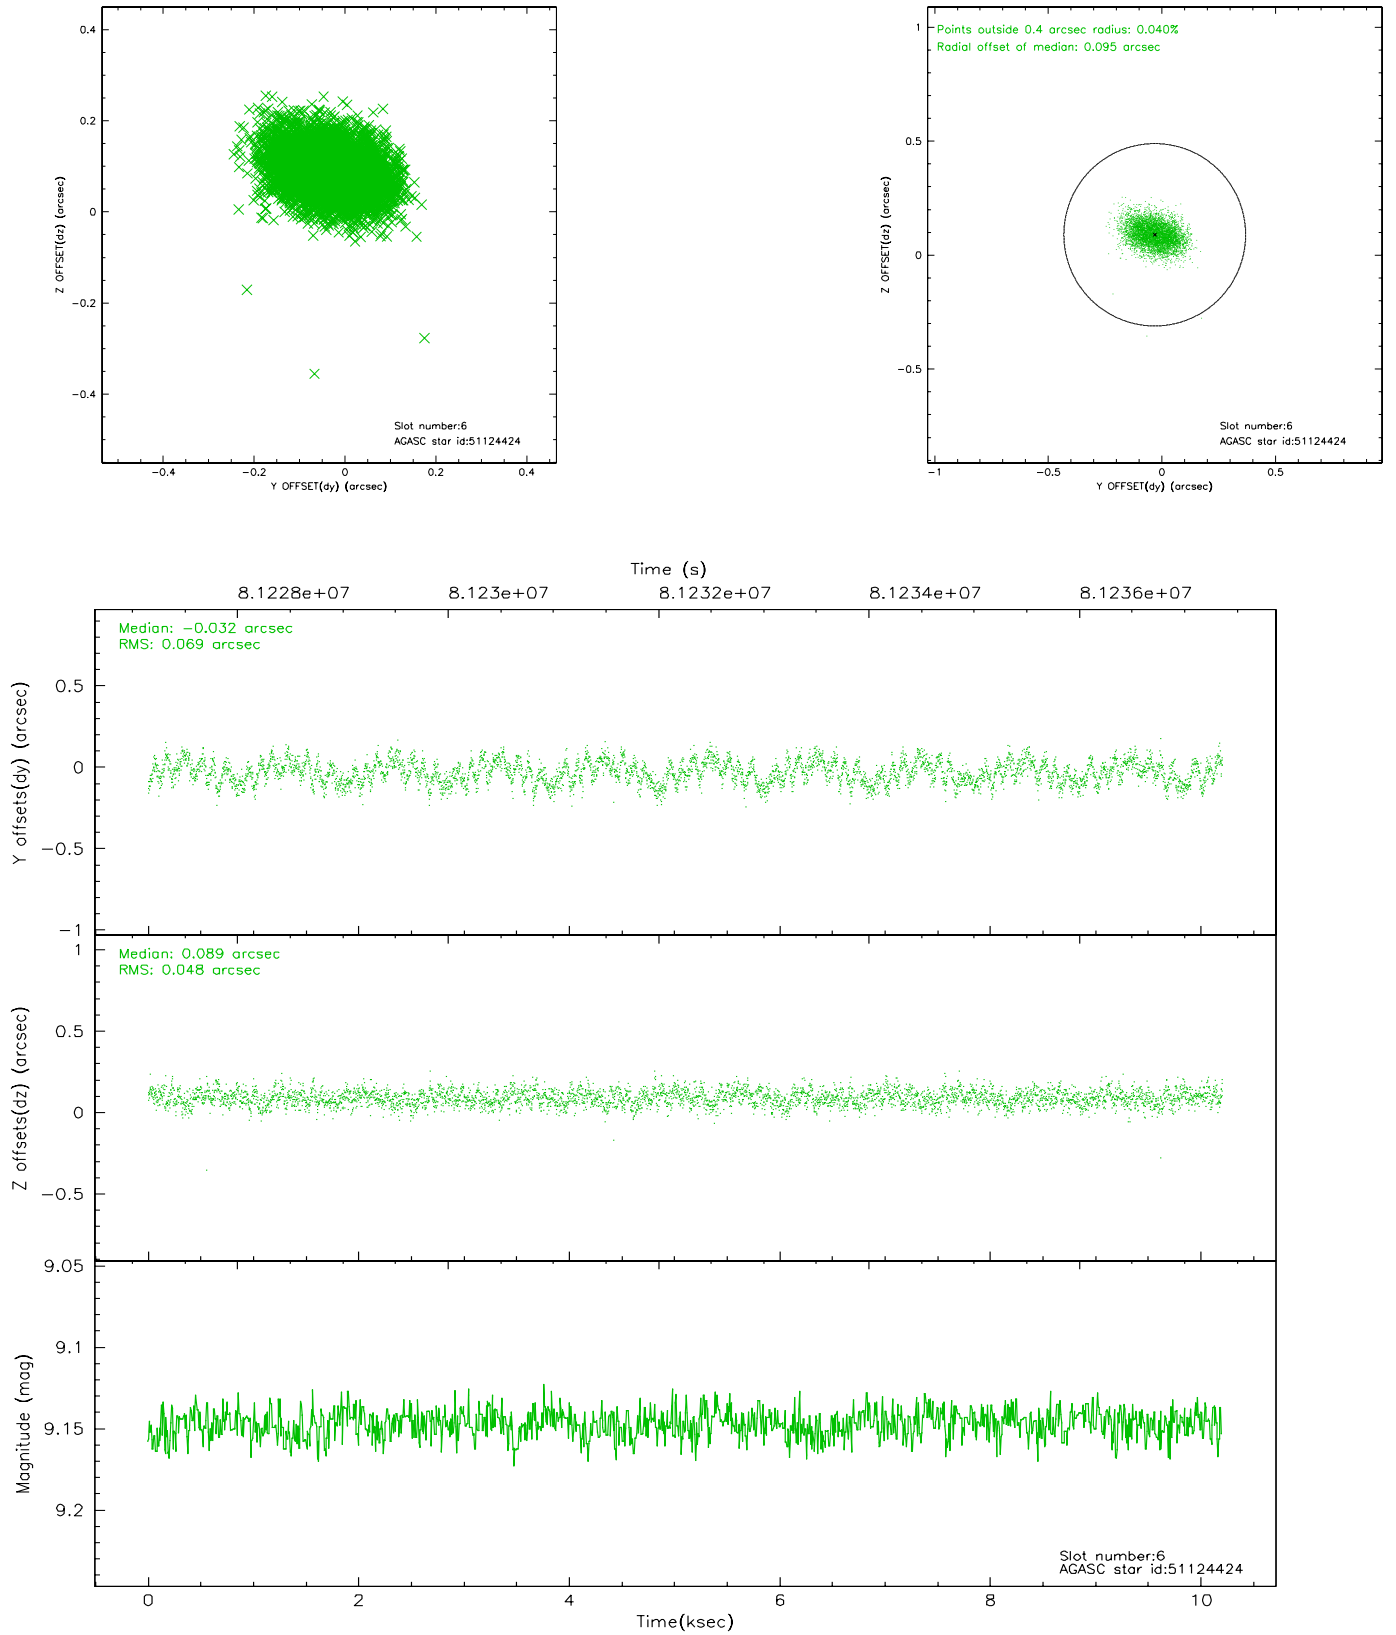 0.4
0.2
0
−0.2
−0.4
Z OFFSET(dz) (arcsec)
−0.4
−0.2
0
0.2
0.4
Y OFFSET(dy) (arcsec)
Slot number:6
AGASC star id:51124424
Points outside 0.4 arcsec radius: 0.040%
Radial offset of median: 0.095 arcsec
1
0.5
0
−0.5
Z OFFSET(dz) (arcsec)
−1
−0.5
0
0.5
Y OFFSET(dy) (arcsec)
Slot number:6
AGASC star id:51124424
Time (s)
8.1228e+07
8.123e+07
8.1232e+07
8.1234e+07
8.1236e+07
Median: −0.032 arcsec
RMS: 0.069 arcsec
0.5
0
−0.5
−1
Y offsets(dy) (arcsec)
Median: 0.089 arcsec
RMS: 0.048 arcsec
1
0.5
0
−0.5
Z offsets(dz) (arcsec)
9.05
9.1
9.15
9.2
Magnitude (mag)
Slot number:6
AGASC star id:51124424
0
2
4
6
8
10
Time(ksec)